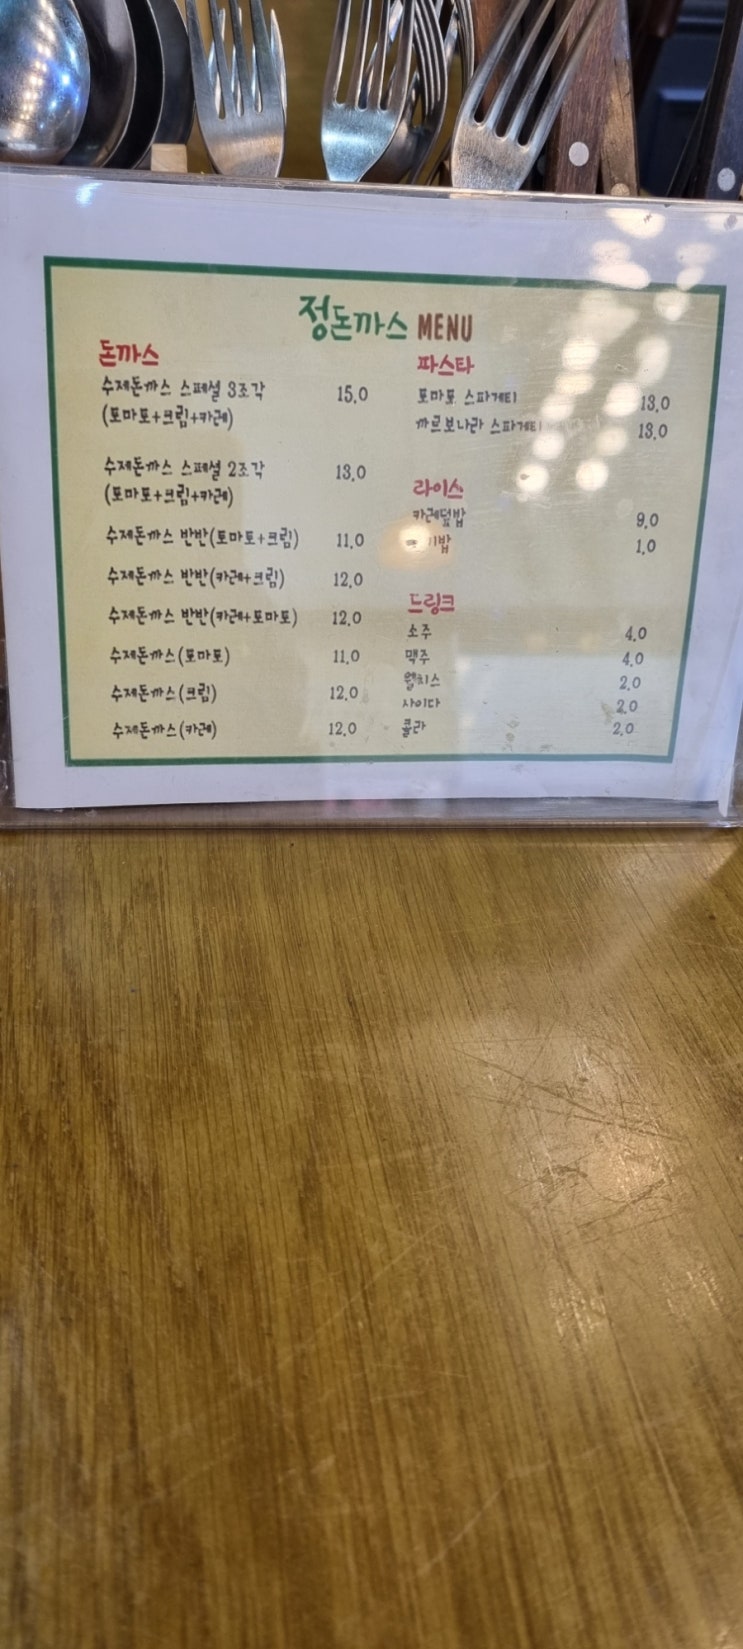 정돈까스 MENU
돈까스
수제돈까스 스페셜 3조각 15.0
(토마토+크림+카레)
수제돈까스 스페셜 2조각 13.0
(토마토+크림+카레)
수제돈까스 반반(토마토+크림) 11.0
수제돈까스 반반(카레+크림) 12.0
수제돈까스 반반(카레+토마토) 12.0
수제돈까스(토마토) 11.0
수제돈까스(크림) 12.0
수제돈까스(카레) 12.0
파스타
토마토 스파게티 13.0
까르보나라 스파게티 13.0
라이스
카레덮밥 9.0
1.0
드링크
소주 4.0
맥주 4.0
웰치스 2.0
사이다 2.0
콜라 2.0